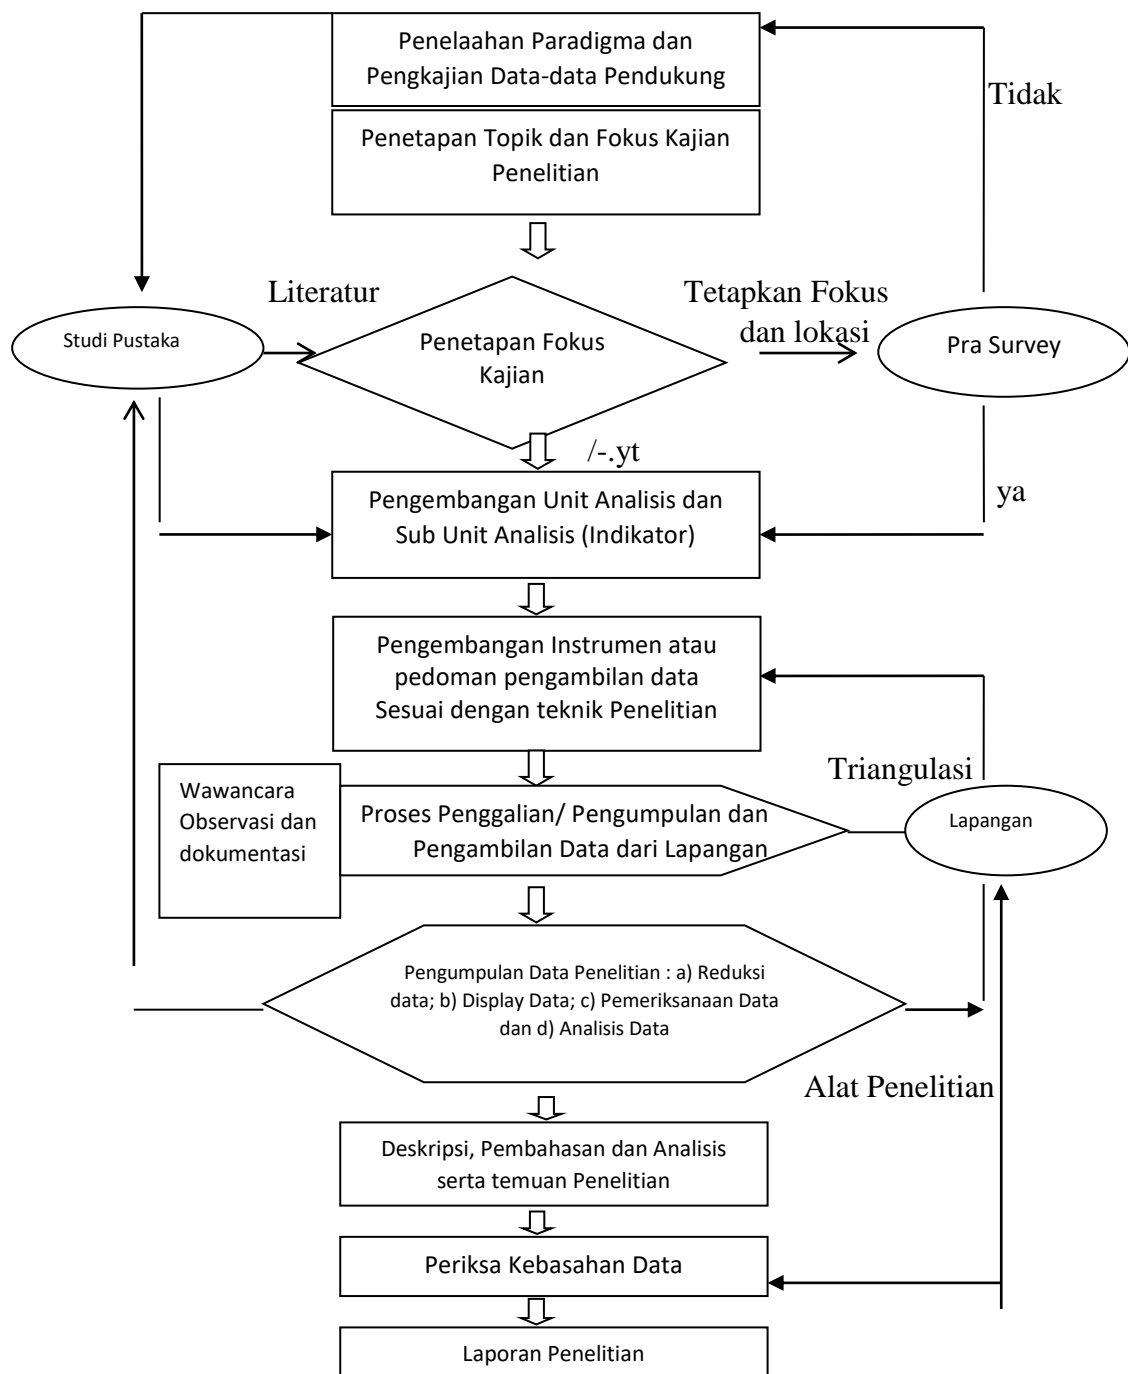 Penelaahan Paradigma dan
Pengkajian Data-data Pendukung
Tidak
Penetapan Topik dan Fokus Kajian
Penelitian
Literatur
Tetapkan Fokus
dan lokasi
Studi Pustaka
Penetapan Fokus
Kajian
Pra Survey
/-.yt
ya
Pengembangan Unit Analisis dan
Sub Unit Analisis (Indikator)
Pengembangan Instrumen atau
pedoman pengambilan data
Sesuai dengan teknik Penelitian
Triangulasi
Wawancara
Observasi dan
dokumentasi
Proses Penggalian/ Pengumpulan dan
Pengambilan Data dari Lapangan
Lapangan
Pengumpulan Data Penelitian : a) Reduksi
data; b) Display Data; c) Pemeriksanaan Data
dan d) Analisis Data
Alat Penelitian
Deskripsi, Pembahasan dan Analisis
serta temuan Penelitian
Periksa Kebasahan Data
Laporan Penelitian